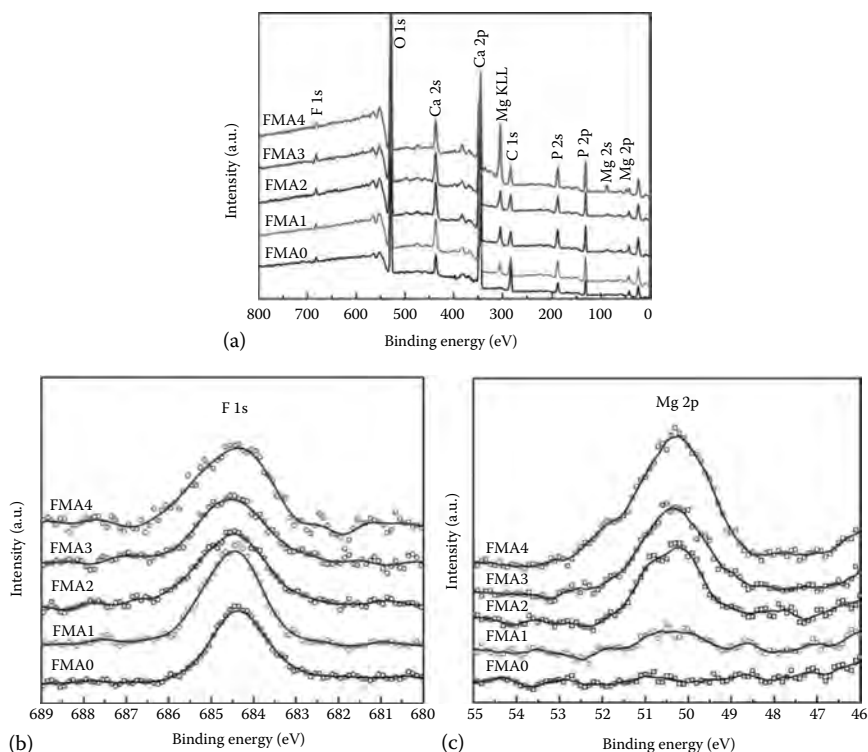 O 1s
Ca 2p
Mg KLL
F 1s
Ca 2s
C 1s
P 2s
P 2p
Mg 2s
Mg 2p
FMA4
FMA3
FMA2
FMA1
FMA0
Intensity (a.u.)
800 700 600 500 400 300 200 100 0
Binding energy (eV)
(a)
F 1s
FMA4
FMA3
FMA2
FMA1
FMA0
Intensity (a.u.)
689 688 687 686 685 684 683 682 681 680
Binding energy (eV)
(b)
Mg 2p
FMA4
FMA3
FMA2
FMA1
FMA0
Intensity (a.u.)
55 54 53 52 51 50 49 48 47 46
Binding energy (eV)
(c)